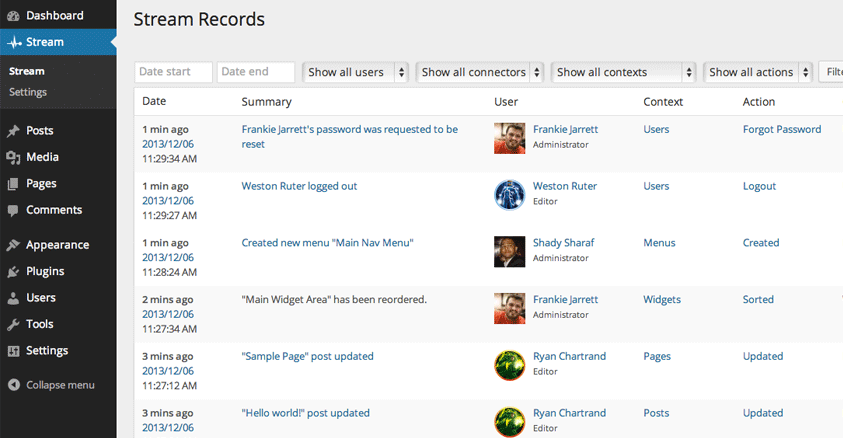 Dashboard
Stream
Stream
Settings
Posts
Media
Pages
Comments
Appearance
Plugins
Users
Tools
Settings
Collapse menu
Stream Records
Date start Date end Show all users Show all connectors Show all contexts Show all actions Filte
Date Summary User Context Action
1 min ago Frankie Jarrett's password was requested to be Frankie Jarrett Users Forgot Password
2013/12/06 reset Administrator
11:29:34 AM
1 min ago Weston Ruter logged out Weston Ruter Users Logout
2013/12/06 Editor
11:29:27 AM
1 min ago Created new menu "Main Nav Menu" Shady Sharaf Menus Created
2013/12/06 Administrator
11:28:24 AM
2 mins ago "Main Widget Area" has been reordered. Frankie Jarrett Widgets Sorted
2013/12/06 Administrator
11:27:34 AM
3 mins ago "Sample Page" post updated Ryan Chartrand Pages Updated
2013/12/06 Editor
11:27:12 AM
3 mins ago "Hello world!" post updated Ryan Chartrand Posts Updated
2013/12/06 Editor